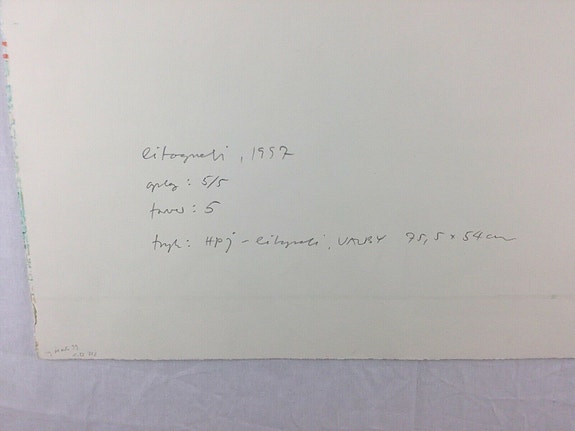 litografi, 1997
oplag: 5/5
farver: 5
tryk: HPJ - litografi, VALBY 75,5 x 54 cm